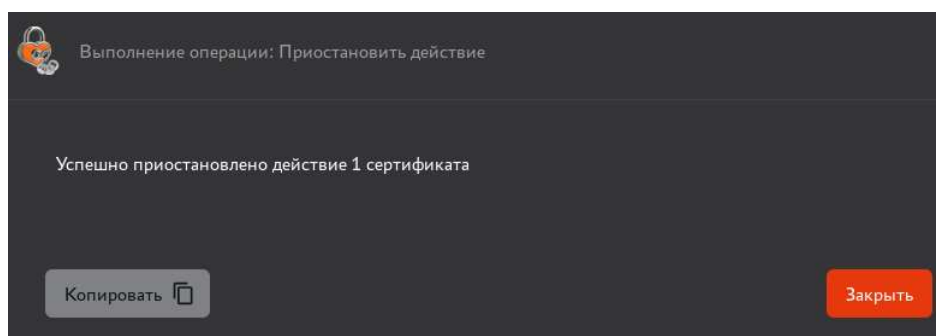 Выполнение операции: Приостановить действие
Успешно приостановлено действие 1 сертификата
Копировать
Закрыть